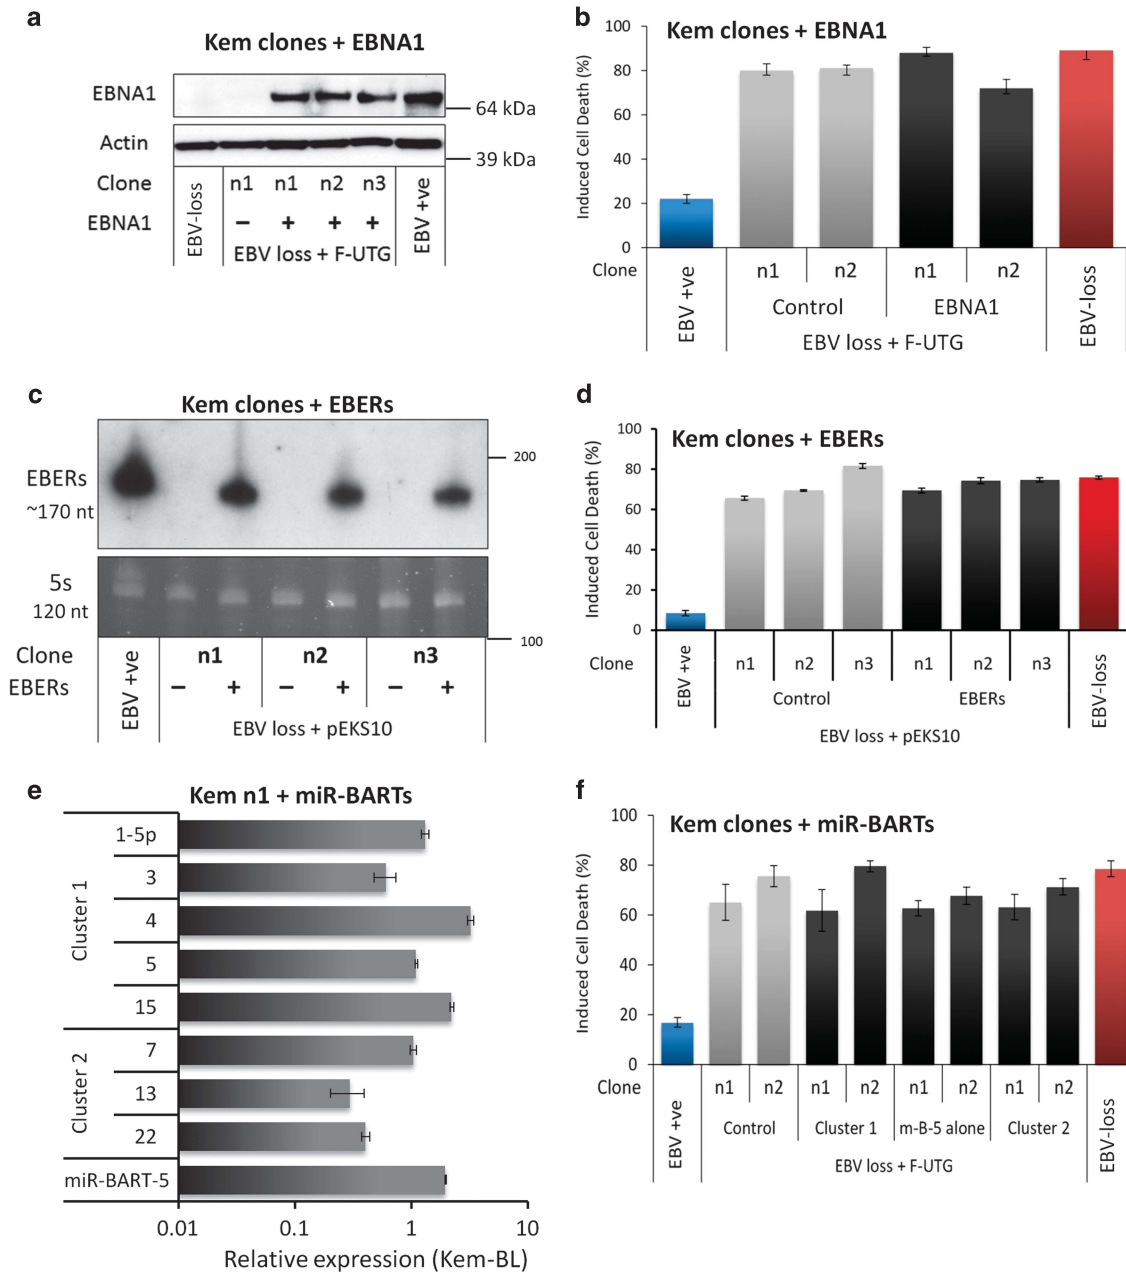 a
Kem clones + EBNA1
EBNA1
64 kDa
Actin
39 kDa
Clone n1 n1 n2 n3
EBNA1 – + + +
EBV-loss
EBV loss + F-UTG
EBV +ve
b
Kem clones + EBNA1
Induced Cell Death (%)
100
80
60
40
20
0
Clone n1 n2 n1 n2
EBV +ve
Control EBNA1
EBV loss + F-UTG
EBV-loss
c
Kem clones + EBERs
EBERs
~170 nt
200
5s
120 nt
100
Clone n1 n2 n3
EBERs – + – + – +
EBV +ve
EBV loss + pEKS10
d
Kem clones + EBERs
Induced Cell Death (%)
100
80
60
40
20
0
Clone n1 n2 n3 n1 n2 n3
EBV +ve
Control EBERs
EBV loss + pEKS10
EBV-loss
e
Kem n1 + miR-BARTs
Cluster 1
1-5p
3
4
5
15
Cluster 2
7
13
22
miR-BART-5
0.01 0.1 1 10
Relative expression (Kem-BL)
f
Kem clones + miR-BARTs
Induced Cell Death (%)
100
80
60
40
20
0
Clone n1 n2 n1 n2 n1 n2 n1 n2
EBV +ve
Control Cluster 1 m-B-5 alone Cluster 2
EBV loss + F-UTG
EBV-loss